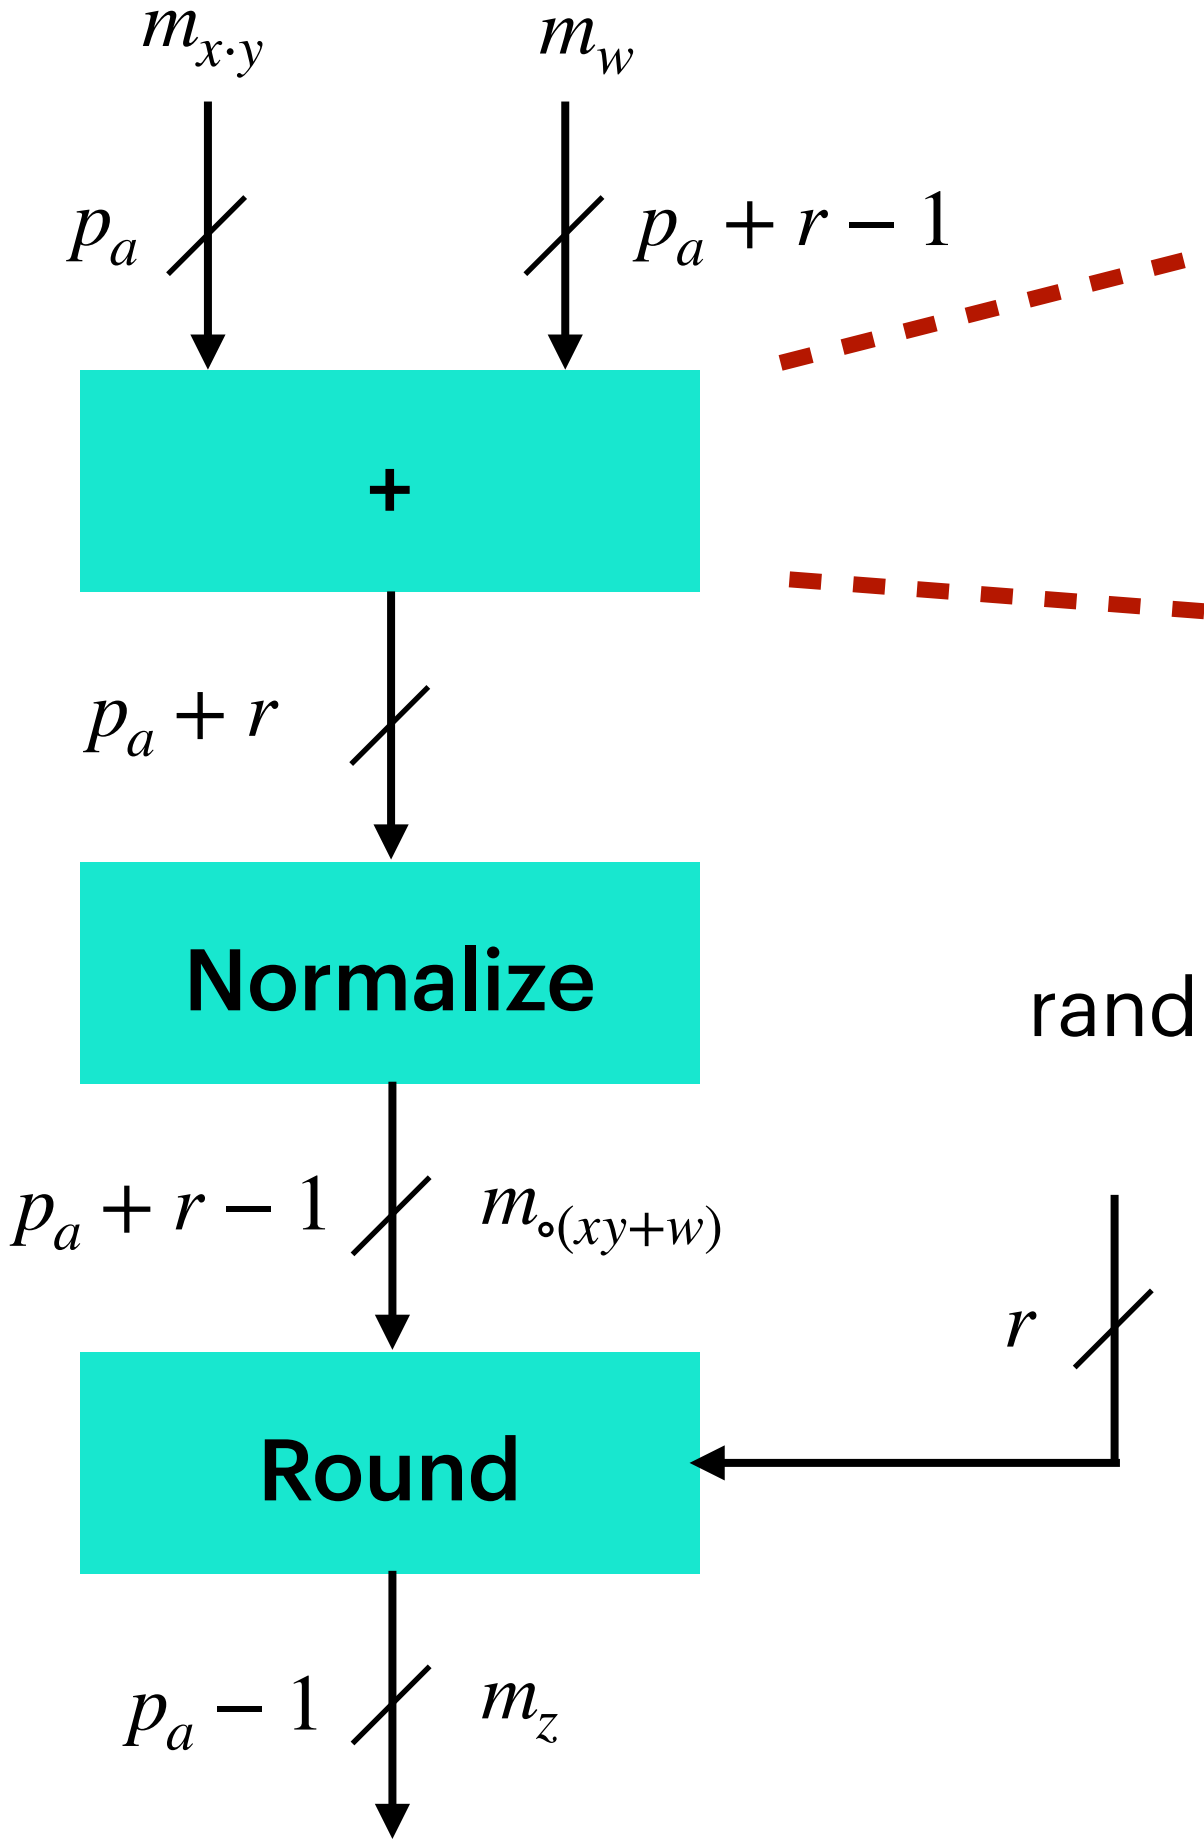 m_{x·y} m_w
p_a p_a + r − 1
+
p_a + r
Normalize
rand
p_a + r − 1 m_{∘(xy+w)}
r
Round
p_a − 1 m_z